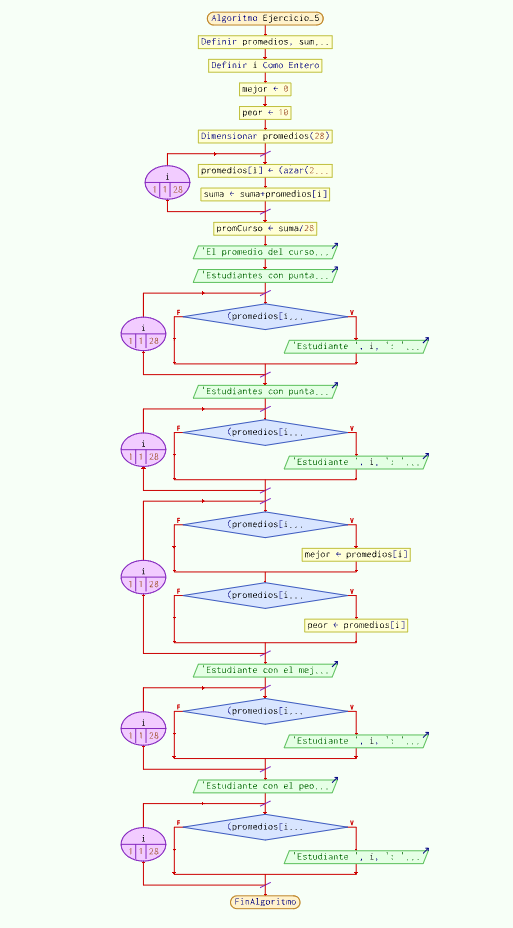 Algoritmo Ejercicio_5
Definir promedios, sum...
Definir i Como Entero
mejor ← 0
peor ← 10
Dimensionar promedios(28)
i
1 1 28
promedios[i] ← (azar(2...
suma ← suma+promedios[i]
promCurso ← suma/28
'El promedio del curso...
'Estudiantes con punta...
i
1 1 28
F
(promedios[i...
V
'Estudiante ', i, ': '...
'Estudiantes con punta...
i
1 1 28
F
(promedios[i...
V
'Estudiante ', i, ': '...
i
1 1 28
F
(promedios[i...
V
mejor ← promedios[i]
F
(promedios[i...
V
peor ← promedios[i]
'Estudiante con el mej...
i
1 1 28
F
(promedios[i...
V
'Estudiante ', i, ': '...
'Estudiante con el peo...
i
1 1 28
F
(promedios[i...
V
'Estudiante ', i, ': '...
FinAlgoritmo